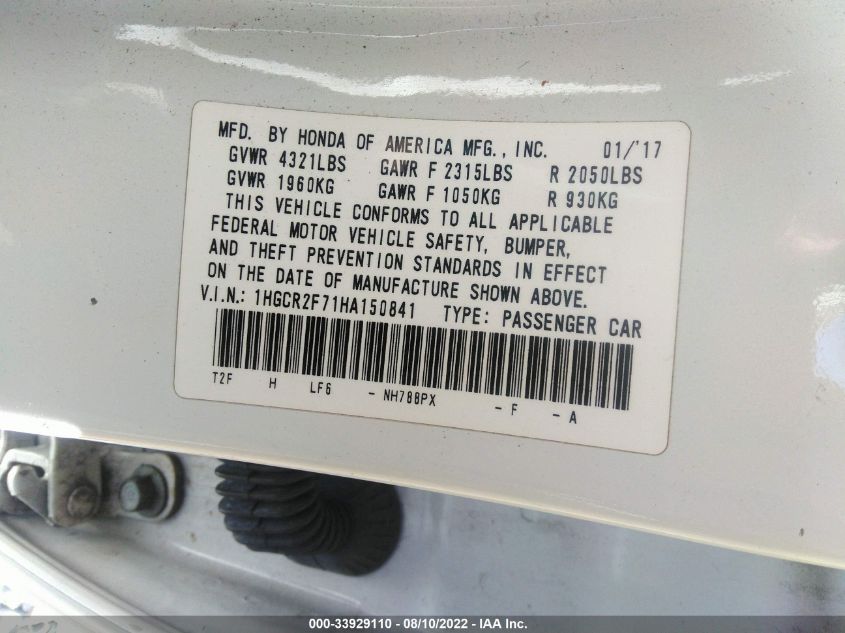 MFD. BY HONDA OF AMERICA MFG., INC. 01/'17
GVWR 4321LBS GAWR F 2315LBS R 2050LBS
GVWR 1960KG GAWR F 1050KG R 930KG
THIS VEHICLE CONFORMS TO ALL APPLICABLE
FEDERAL MOTOR VEHICLE SAFETY, BUMPER,
AND THEFT PREVENTION STANDARDS IN EFFECT
ON THE DATE OF MANUFACTURE SHOWN ABOVE.
V.I.N.: 1HGCR2F71HA150841 TYPE: PASSENGER CAR
T2F H LF6 - NH788PX - F - A
000-33929110 - 08/10/2022 - IAA Inc.